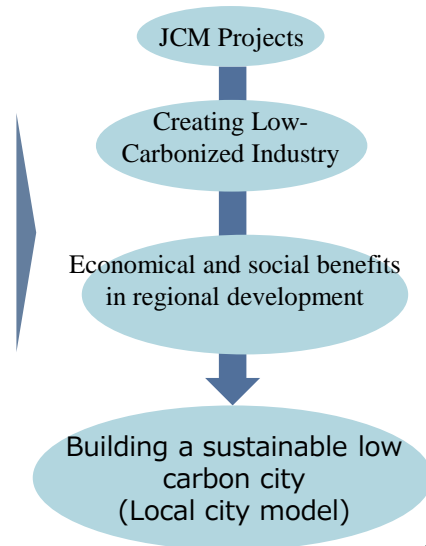 JCM Projects
Creating Low-
Carbonized Industry
Economical and social benefits
in regional development
Building a sustainable low
carbon city
(Local city model)